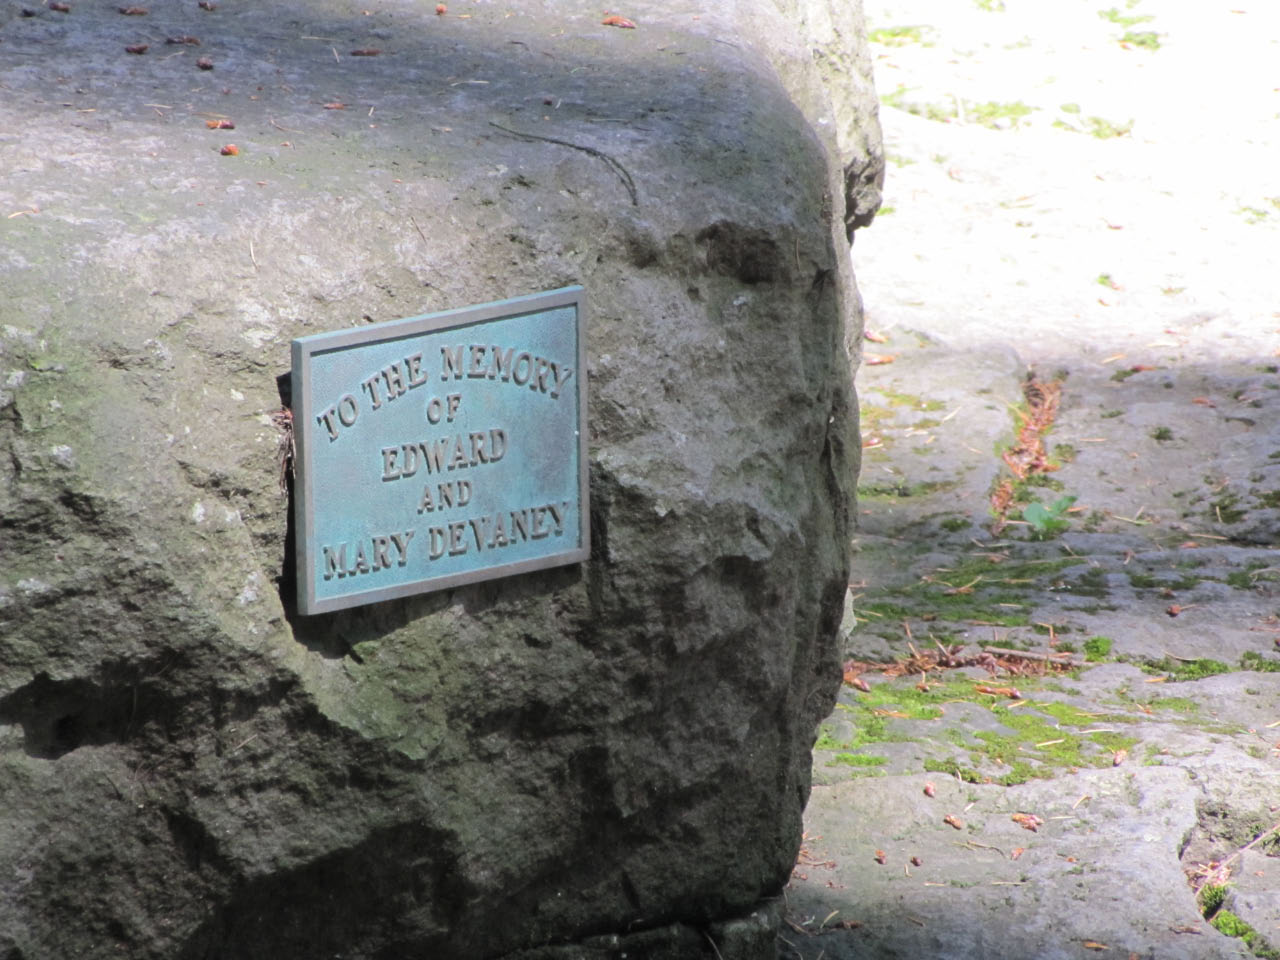 TO THE MEMORY
OF
EDWARD
AND
MARY DEVANEY